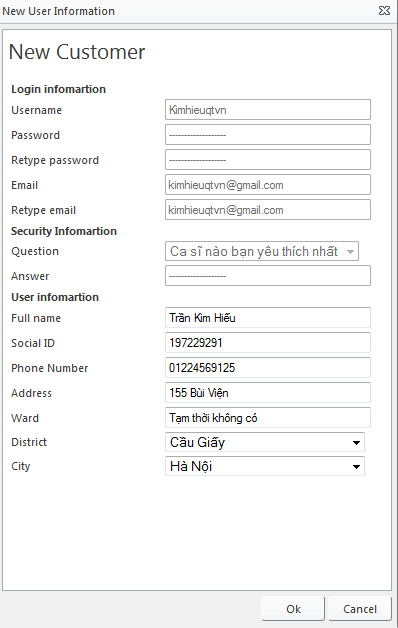 New User Information
New Customer
Login infomartion
Username Kimhieuqtvn
Password -------------------
Retype password -------------------
Email kimhieuqtvn@gmail.com
Retype email kimhieuqtvn@gmail.com
Security Infomartion
Question Ca sĩ nào bạn yêu thích nhất
Answer -------------------
User infomartion
Full name Trần Kim Hiếu
Social ID 197229291
Phone Number 01224569125
Address 155 Bùi Viện
Ward Tạm thời không có
District Cầu Giấy
City Hà Nội
Ok Cancel